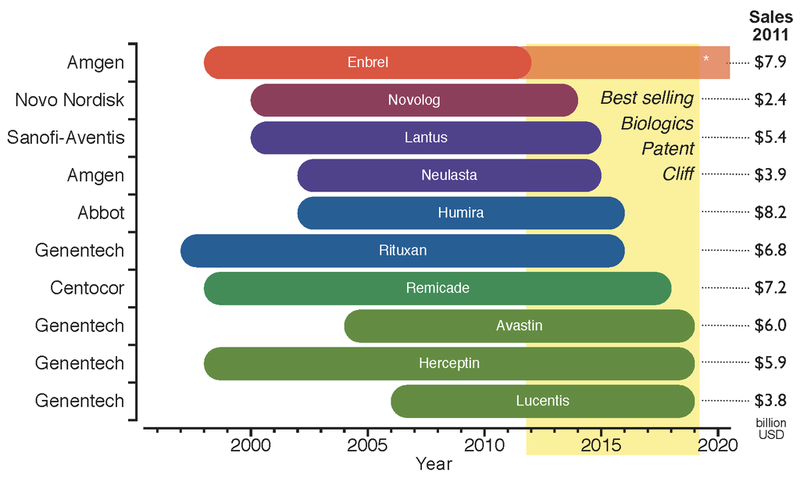 Sales
2011
Amgen Enbrel * $7.9
Novo Nordisk Novolog Best selling $2.4
Biologics
Sanofi-Aventis Lantus $5.4
Patent
Amgen Neulasta Cliff $3.9
Abbot Humira $8.2
Genentech Rituxan $6.8
Centocor Remicade $7.2
Genentech Avastin $6.0
Genentech Herceptin $5.9
Genentech Lucentis $3.8
billion
USD
2000 2005 2010 2015 2020
Year